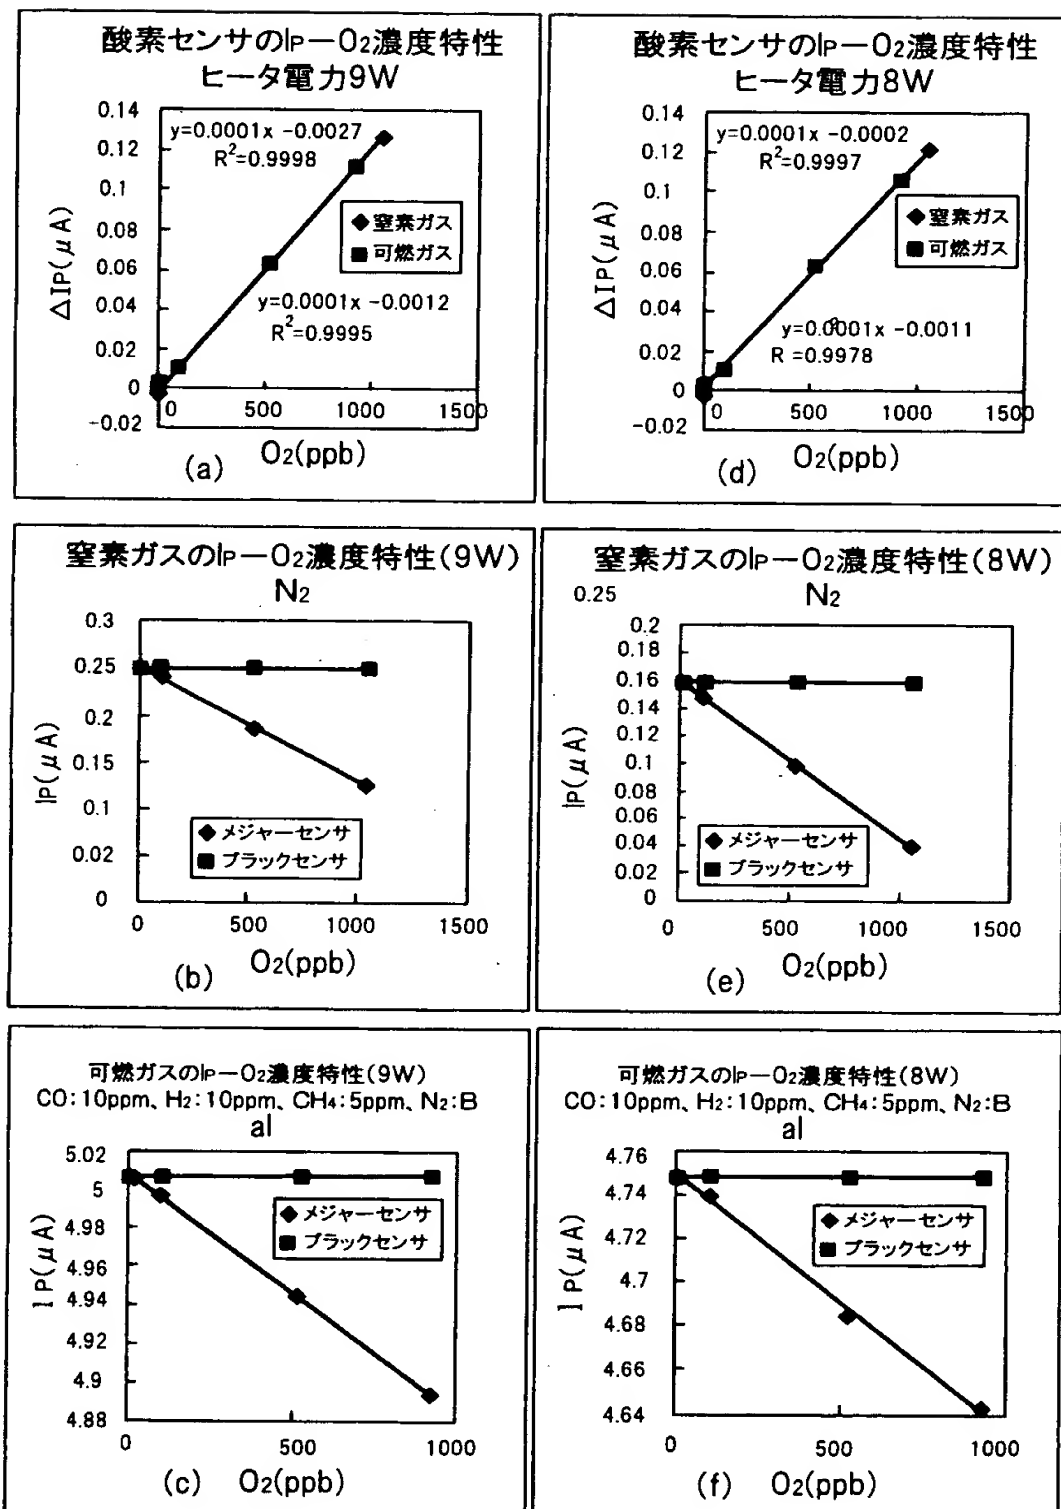 酸素センサのIP－O2濃度特性
ヒータ電力9W
0.14
0.12
0.1
0.08
0.06
0.04
0.02
0
-0.02
ΔIP(μA)
y=0.0001x -0.0027
R²=0.9998
◆ 窒素ガス
■ 可燃ガス
y=0.0001x -0.0012
R²=0.9995
0 500 1000 1500
O2(ppb)
(a)
酸素センサのIP－O2濃度特性
ヒータ電力8W
0.14
0.12
0.1
0.08
0.06
0.04
0.02
0
-0.02
ΔIP(μA)
y=0.0001x -0.0002
R²=0.9997
◆ 窒素ガス
■ 可燃ガス
y=0.0001x -0.0011
R =0.9978
0 500 1000 1500
O2(ppb)
(d)
窒素ガスのIP－O2濃度特性(9W)
N2
0.3
0.25
0.2
0.15
0.1
0.02
0
IP(μA)
◆ メジャーセンサ
■ ブラックセンサ
0 500 1000 1500
O2(ppb)
(b)
窒素ガスのIP－O2濃度特性(8W)
0.25 N2
0.2
0.16
0.14
0.12
0.1
0.08
0.06
0.04
0.02
0
IP(μA)
◆ メジャーセンサ
■ ブラックセンサ
0 500 1000 1500
O2(ppb)
(e)
可燃ガスのIP－O2濃度特性(9W)
CO:10ppm、H2:10ppm、CH4:5ppm、N2:B
al
5.02
5
4.98
4.96
4.94
4.92
4.9
4.88
IP(μA)
◆ メジャーセンサ
■ ブラックセンサ
0 500 1000
O2(ppb)
(c)
可燃ガスのIP－O2濃度特性(8W)
CO:10ppm、H2:10ppm、CH4:5ppm、N2:B
al
4.76
4.74
4.72
4.7
4.68
4.66
4.64
IP(μA)
◆ メジャーセンサ
■ ブラックセンサ
0 500 1000
O2(ppb)
(f)